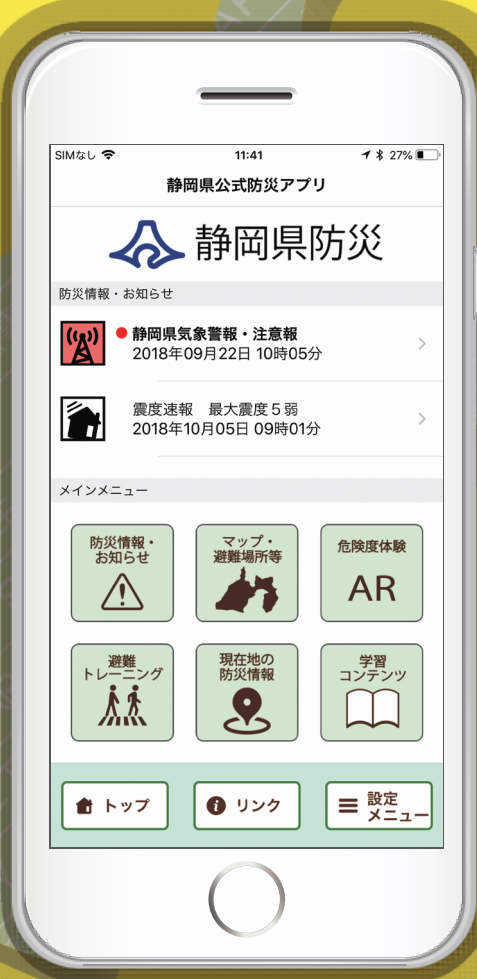 SIMなし 11:41 27%
静岡県公式防災アプリ
静岡県防災
防災情報・お知らせ
静岡県気象警報・注意報
2018年09月22日 10時05分
震度速報　最大震度５弱
2018年10月05日 09時01分
メインメニュー
防災情報・
お知らせ
マップ・
避難場所等
危険度体験
AR
避難
トレーニング
現在地の
防災情報
学習
コンテンツ
トップ
リンク
設定
メニュー